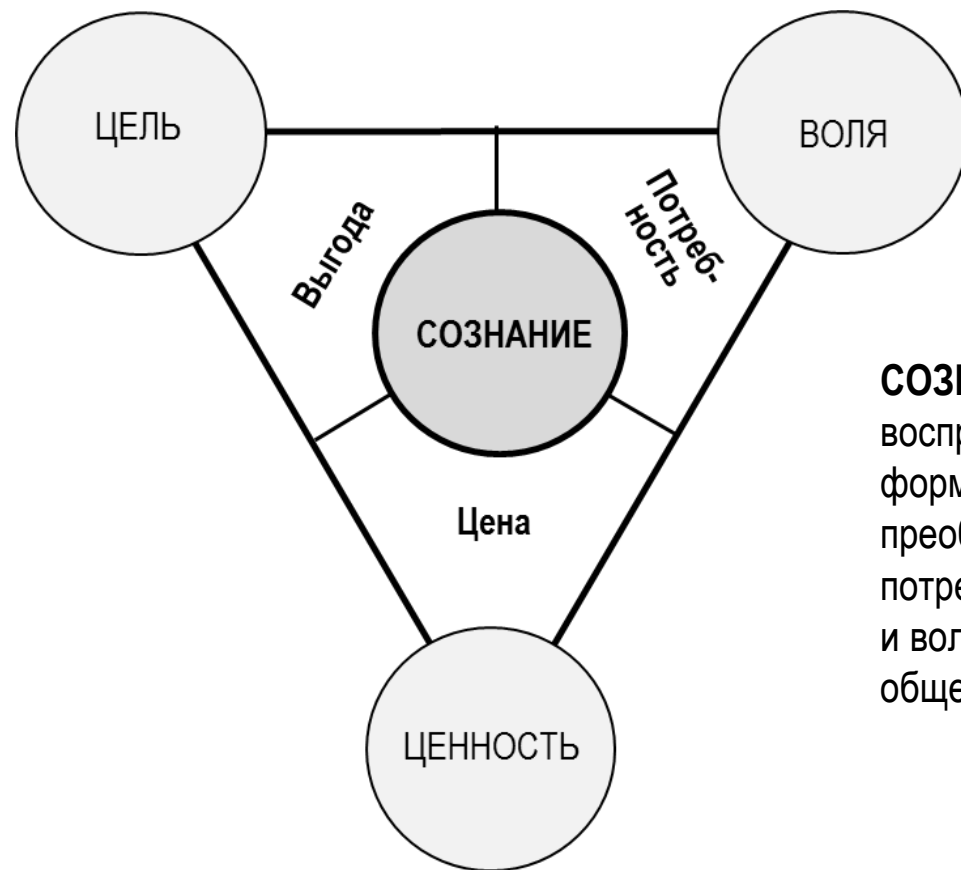 ЦЕЛЬ
ВОЛЯ
Выгода
Потреб-
ность
СОЗНАНИЕ
Цена
ЦЕННОСТЬ
и